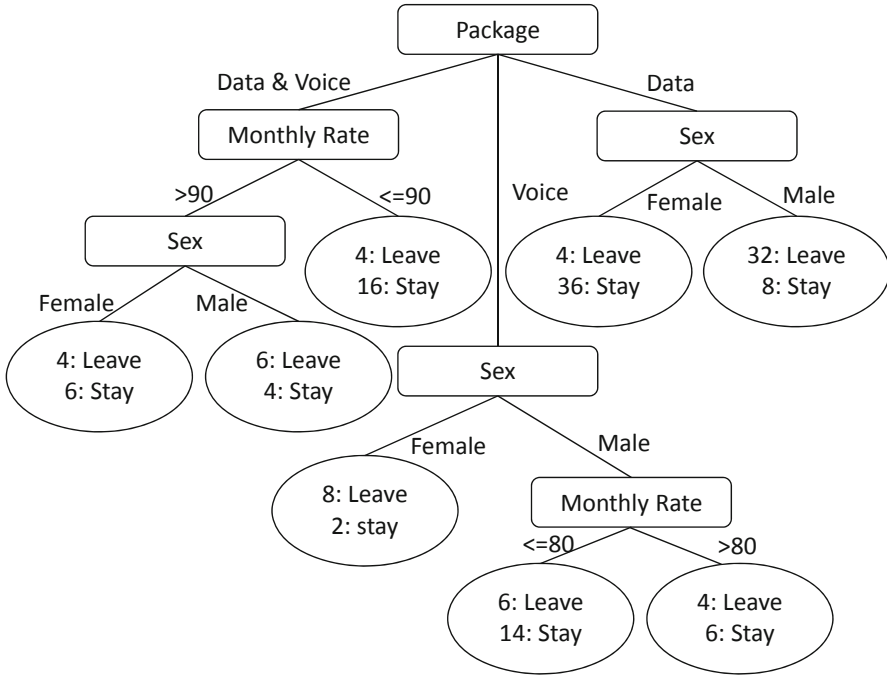 Package
Data & Voice
Data
Monthly Rate
Sex
>90
<=90
Voice
Female
Male
Sex
4: Leave
16: Stay
4: Leave
36: Stay
32: Leave
8: Stay
Female
Male
4: Leave
6: Stay
6: Leave
4: Stay
Sex
Female
Male
8: Leave
2: stay
Monthly Rate
<=80
>80
6: Leave
14: Stay
4: Leave
6: Stay